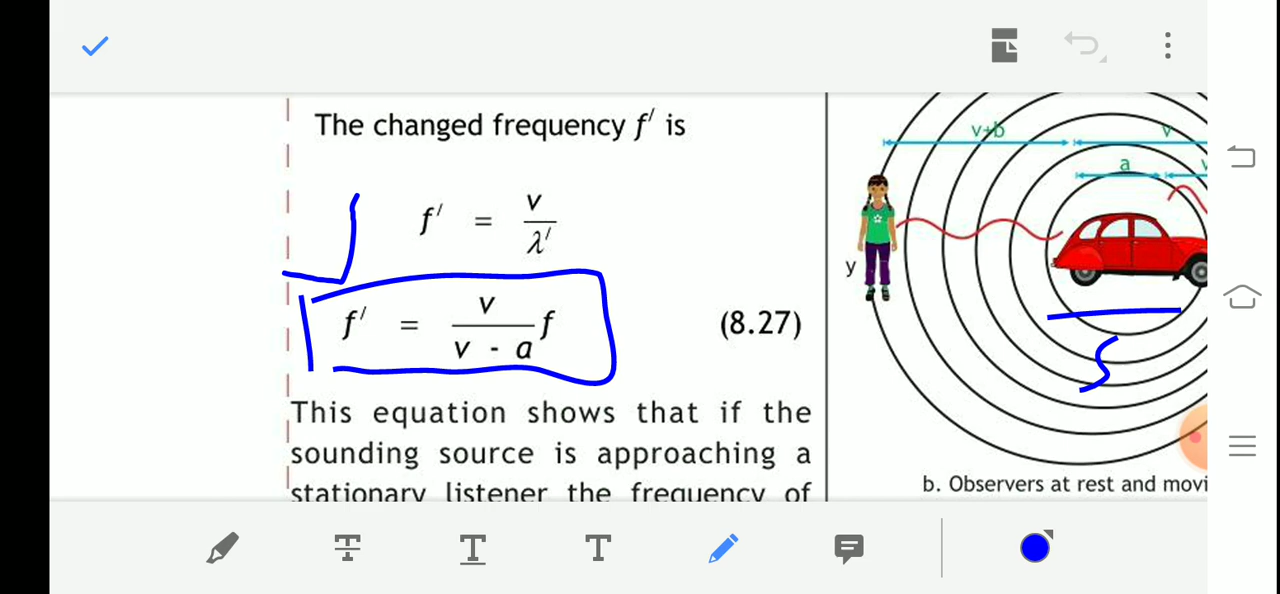 The changed frequency f′ is
f′ = v / λ′
f′ = v / v - a f (8.27)
This equation shows that if the
sounding source is approaching a
stationary listener the frequency of
v+b
v
a
y
S
b. Observers at rest and movi
T
T
T